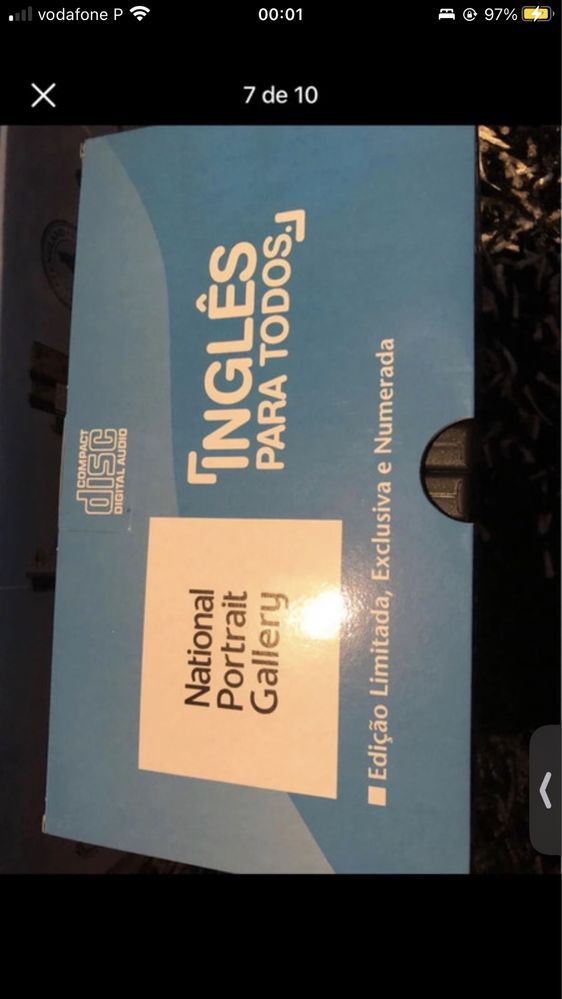 vodafone P
00:01
97%
7 de 10
COMPACT
disc
DIGITAL AUDIO
INGLÊS
PARA TODOS.
National
Portrait
Gallery
Edição Limitada, Exclusiva e Numerada